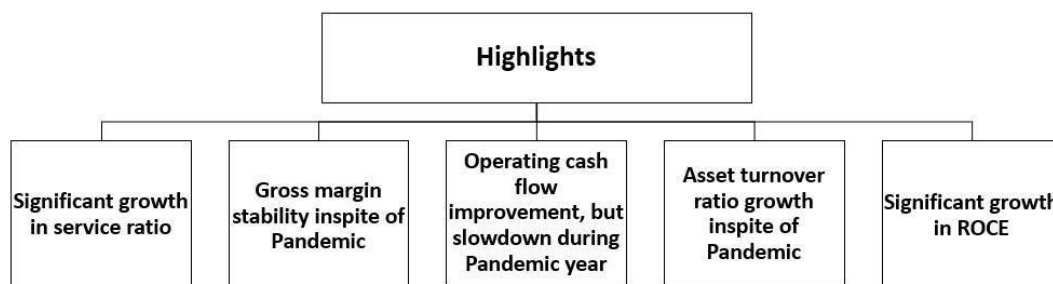 Highlights
Significant growth
in service ratio
Gross margin
stability inspite of
Pandemic
Operating cash
flow
improvement, but
slowdown during
Pandemic year
Asset turnover
ratio growth
inspite of
Pandemic
Significant growth
in ROCE